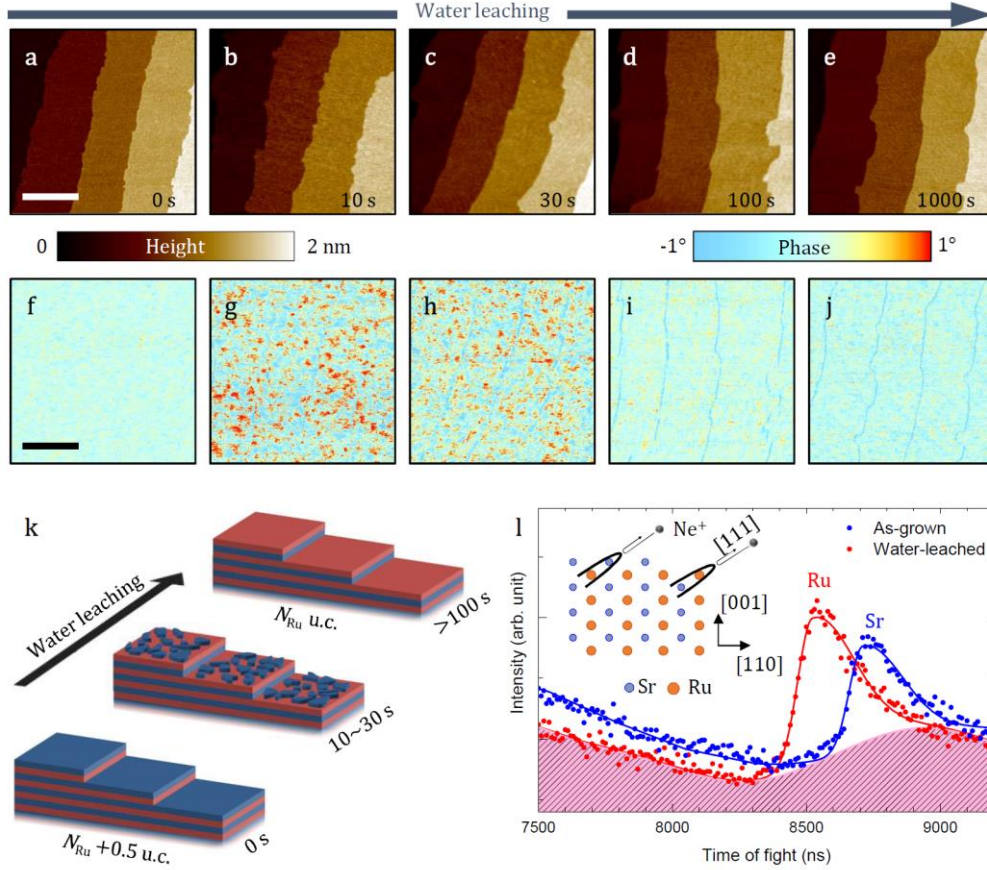 Water leaching
a
b
c
d
e
0 s
10 s
30 s
100 s
1000 s
0 Height 2 nm
-1° Phase 1°
f
g
h
i
j
k
Water leaching
N_Ru u.c.
>100 s
10~30 s
N_Ru +0.5 u.c.
0 s
l
Ne⁺
[111]
As-grown
Water-leached
Ru
Sr
[001]
[110]
Sr Ru
Intensity (arb. unit)
7500 8000 8500 9000
Time of fight (ns)